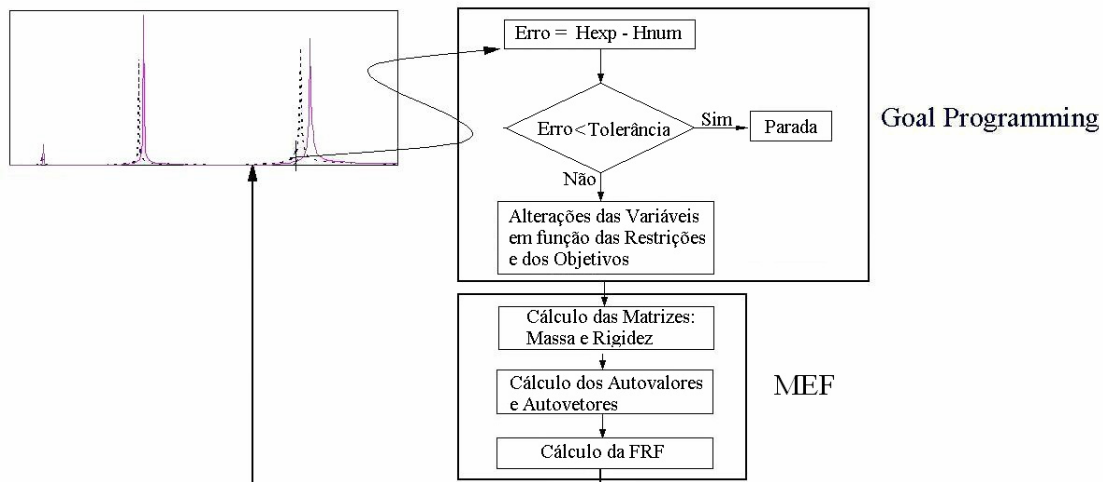 Erro = Hexp - Hnum
Erro<Tolerância
Sim
Parada
Goal Programming
Não
Alterações das Variáveis
em função das Restrições
e dos Objetivos
Cálculo das Matrizes:
Massa e Rigidez
Cálculo dos Autovalores
e Autovetores
MEF
Cálculo da FRF